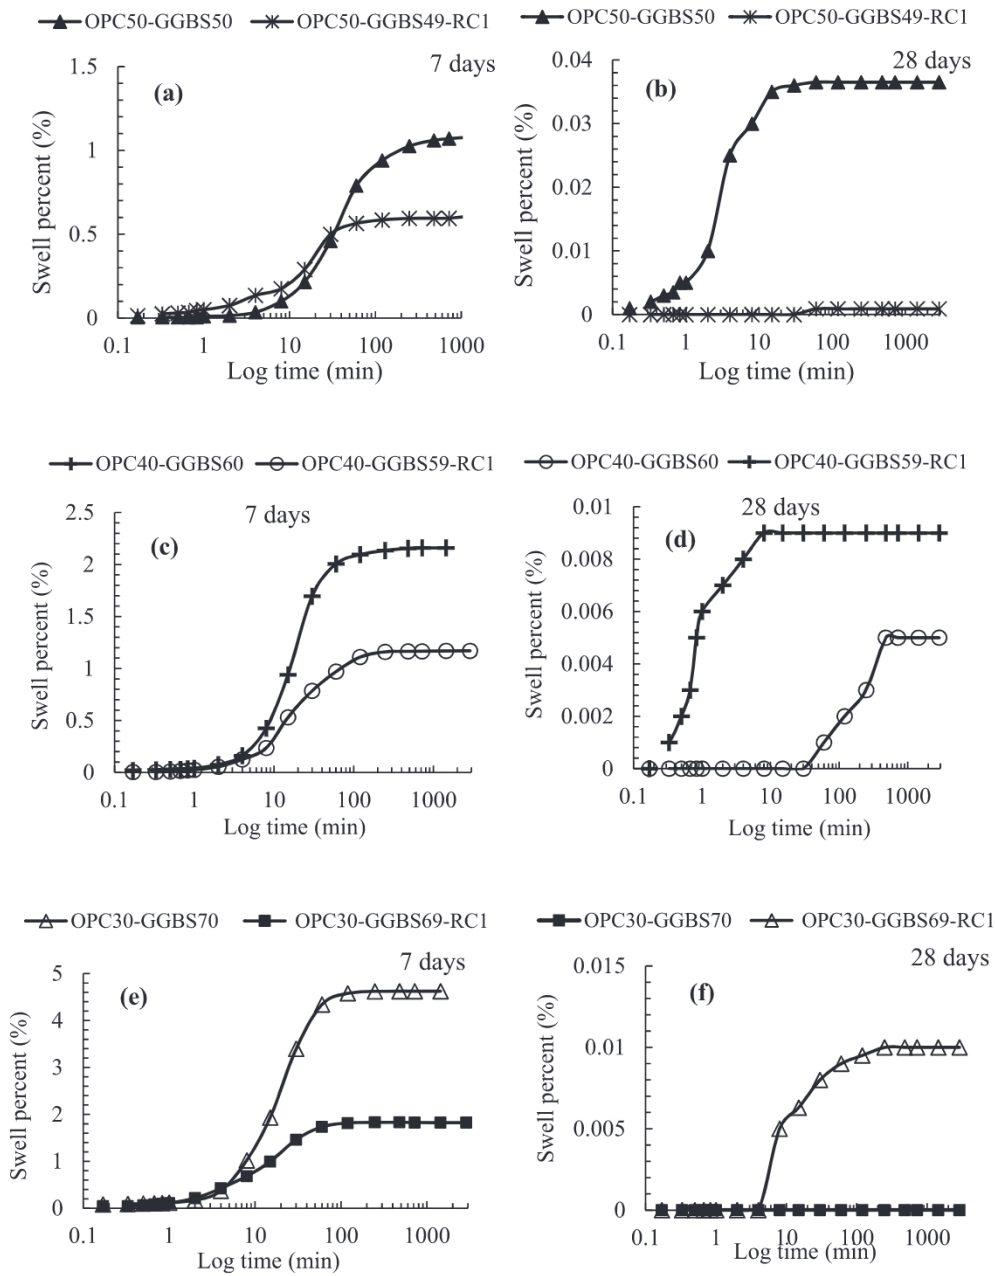 OPC50-GGBS50 OPC50-GGBS49-RC1
7 days
(a)
1.5
1
0.5
0
Swell percent (%)
0.1 1 10 100 1000
Log time (min)
OPC50-GGBS50 OPC50-GGBS49-RC1
28 days
(b)
0.04
0.03
0.02
0.01
0
Swell percent (%)
0.1 1 10 100 1000
Log time (min)
OPC40-GGBS60 OPC40-GGBS59-RC1
7 days
(c)
2.5
2
1.5
1
0.5
0
Swell percent (%)
0.1 1 10 100 1000
Log time (min)
OPC40-GGBS60 OPC40-GGBS59-RC1
28 days
(d)
0.01
0.008
0.006
0.004
0.002
0
Swell percent (%)
0.1 1 10 100 1000
Log time (min)
OPC30-GGBS70 OPC30-GGBS69-RC1
7 days
(e)
5
4
3
2
1
0
Swell percent (%)
0.1 1 10 100 1000
Log time (min)
OPC30-GGBS70 OPC30-GGBS69-RC1
28 days
(f)
0.015
0.01
0.005
0
Swell percent (%)
0.1 1 10 100 1000
Log time (min)